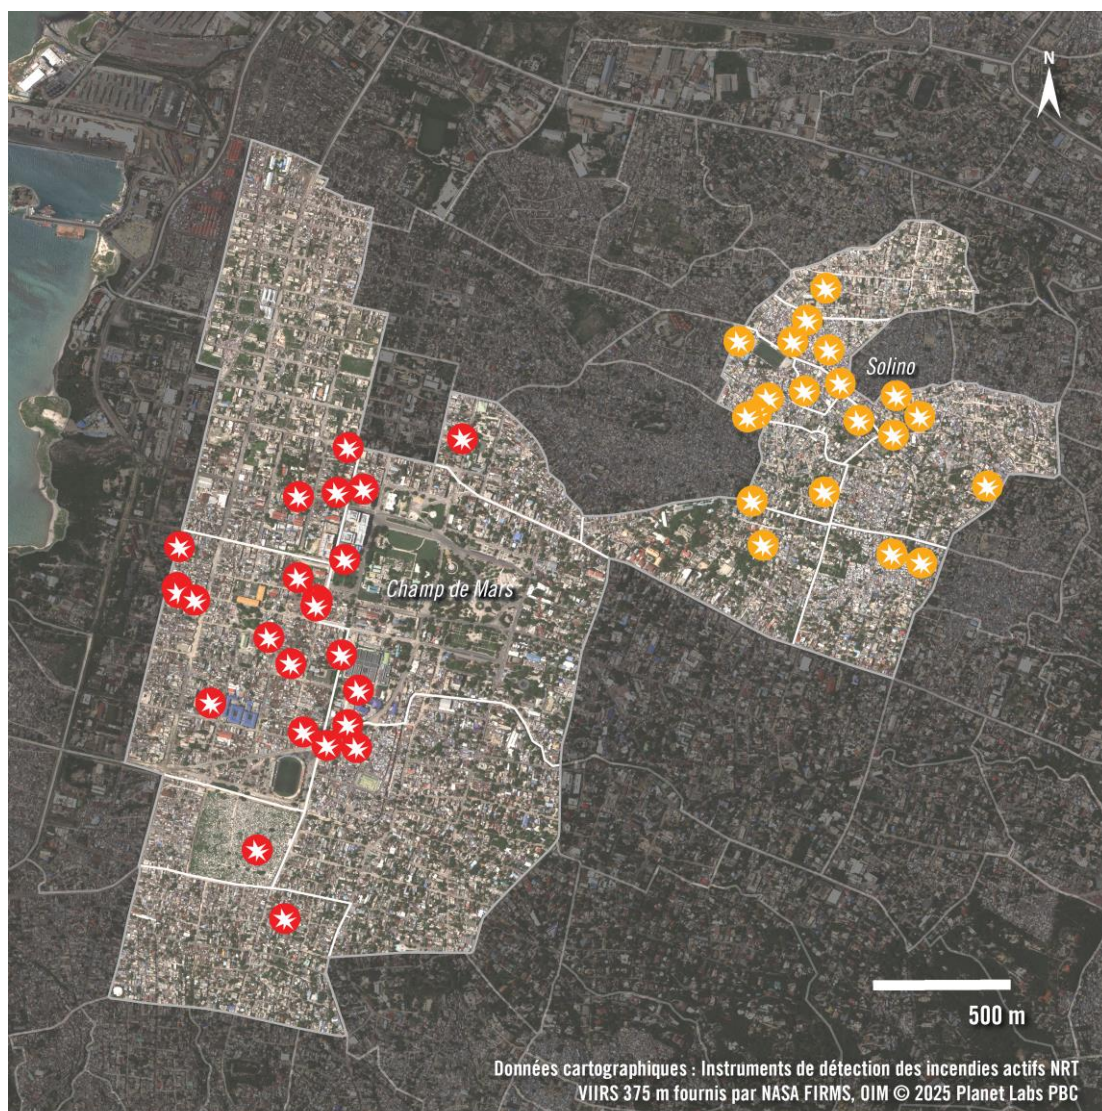 N
Solino
Champ de Mars
500 m
Données cartographiques : Instruments de détection des incendies actifs NRT
VIIRS 375 m fournis par NASA FIRMS, OIM © 2025 Planet Labs PBC